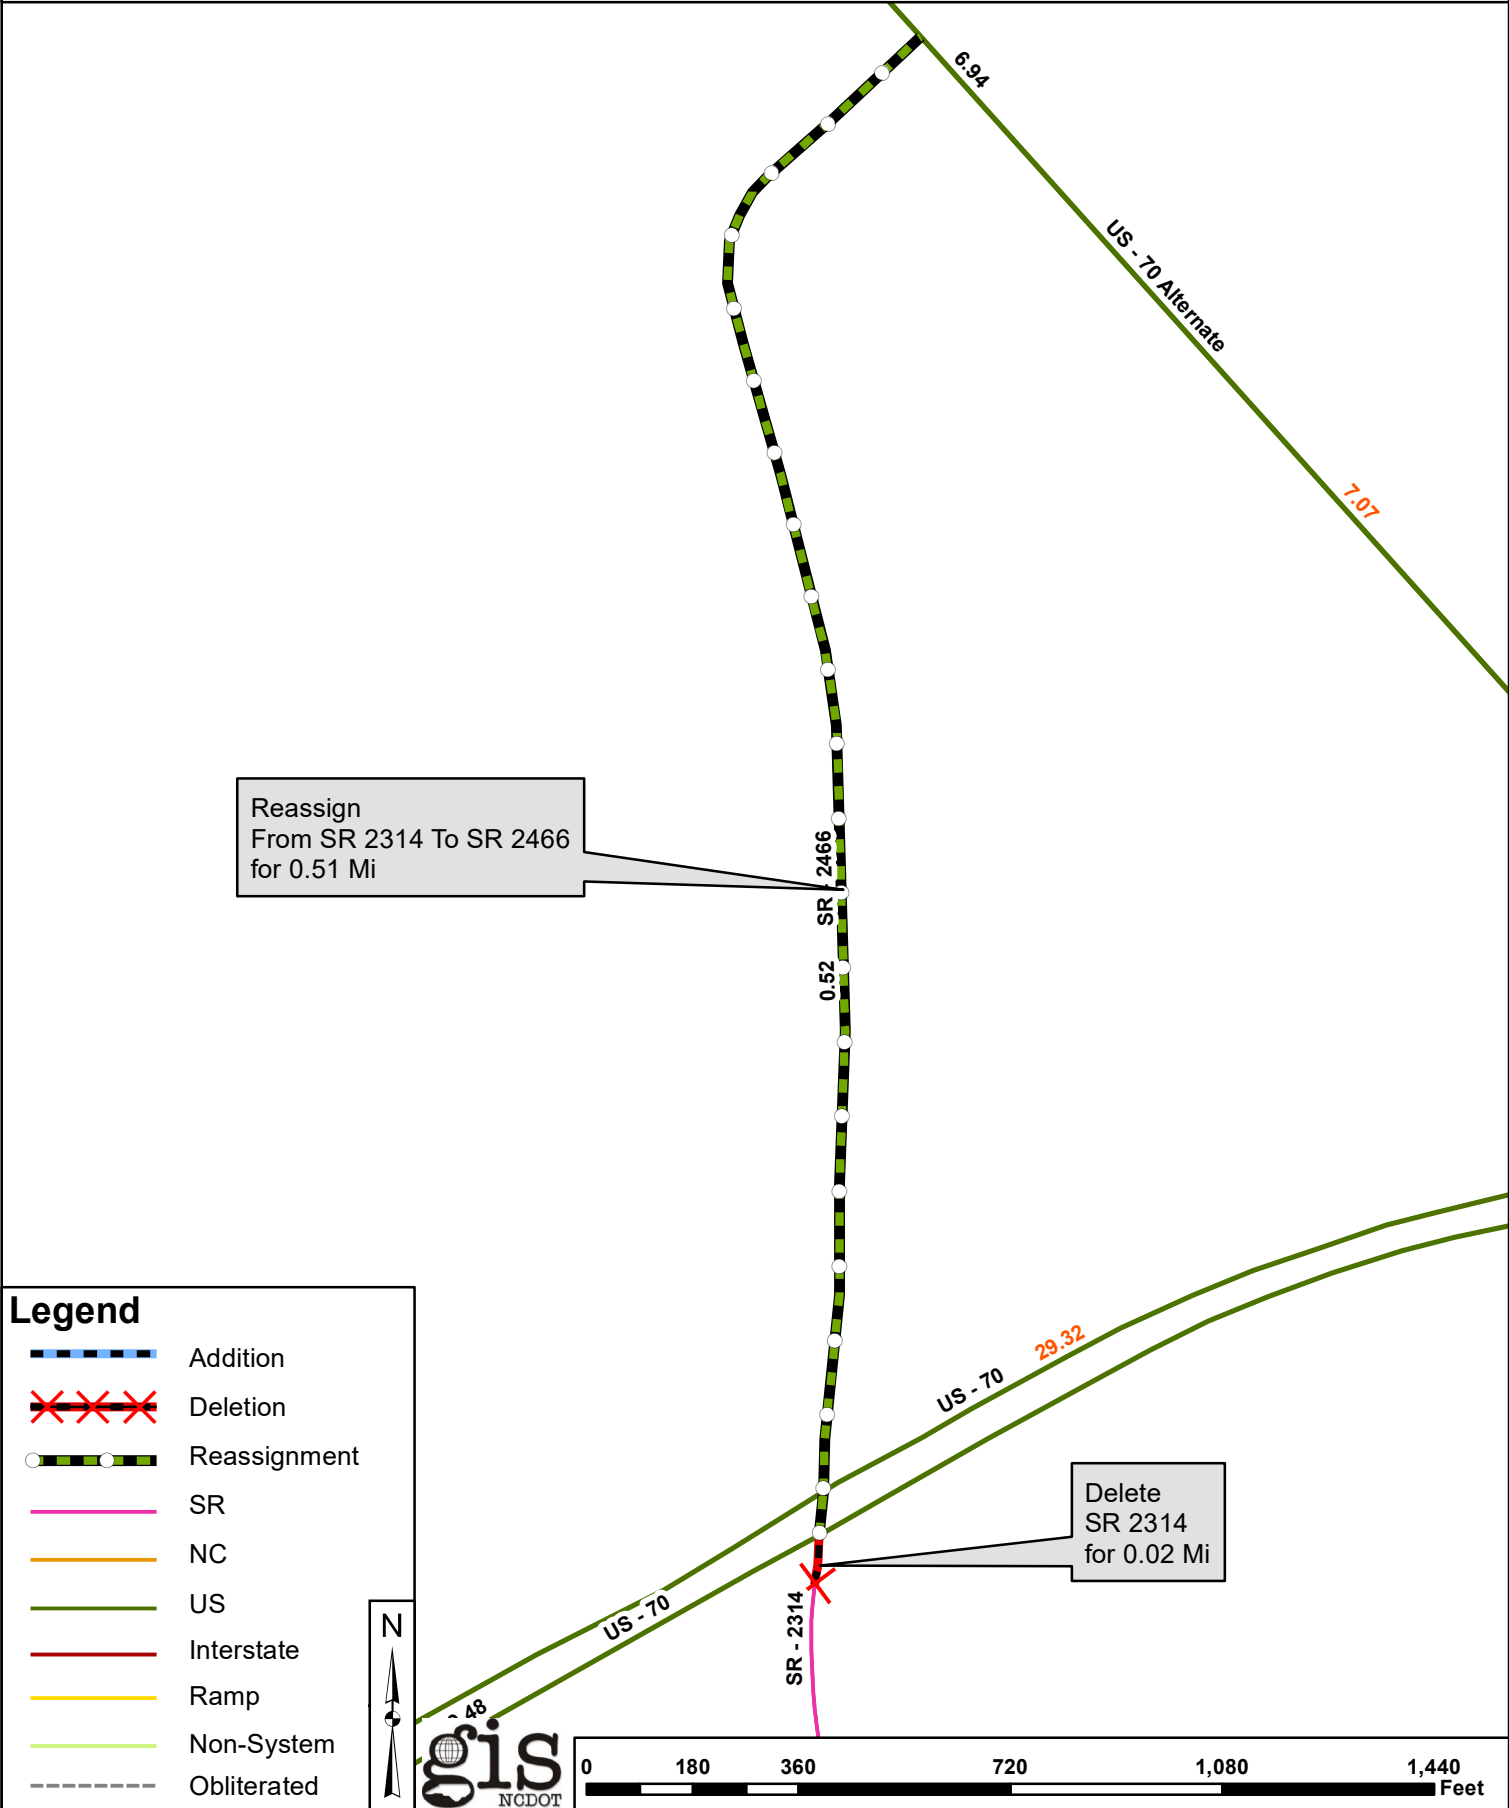 6.94
US - 70 Alternate
7.07
Reassign
From SR 2314 To SR 2466
for 0.51 Mi
SR - 2466
0.52
29.32
US - 70
Delete
SR 2314
for 0.02 Mi
US - 70
SR - 2314
Legend
Addition
Deletion
Reassignment
SR
NC
US
Interstate
Ramp
Non-System
Obliterated
N
gis
NCDOT
0 180 360 720 1,080 1,440
Feet